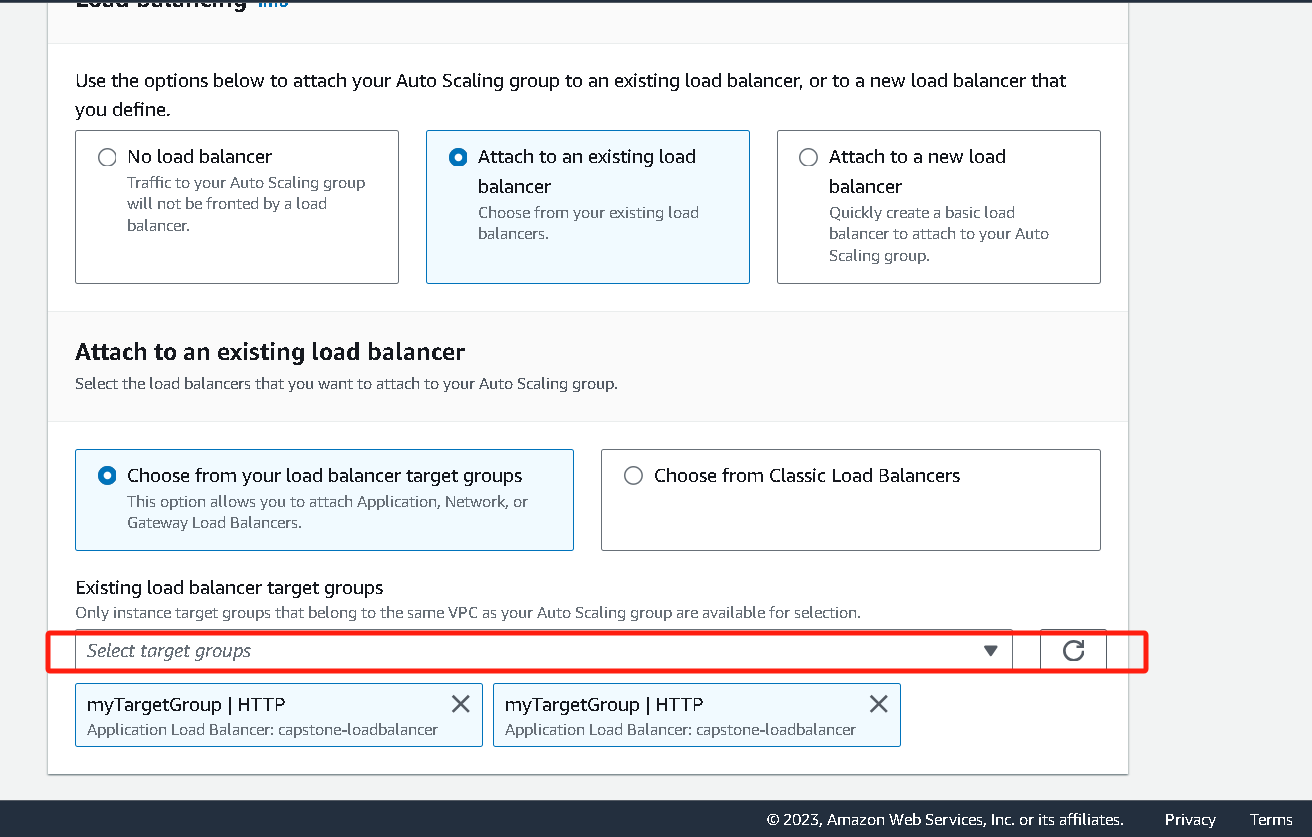 Load balancing Info
Use the options below to attach your Auto Scaling group to an existing load balancer, or to a new load balancer that
you define.
No load balancer
Traffic to your Auto Scaling group
will not be fronted by a load
balancer.
Attach to an existing load
balancer
Choose from your existing load
balancers.
Attach to a new load
balancer
Quickly create a basic load
balancer to attach to your Auto
Scaling group.
Attach to an existing load balancer
Select the load balancers that you want to attach to your Auto Scaling group.
Choose from your load balancer target groups
This option allows you to attach Application, Network, or
Gateway Load Balancers.
Choose from Classic Load Balancers
Existing load balancer target groups
Only instance target groups that belong to the same VPC as your Auto Scaling group are available for selection.
Select target groups
myTargetGroup | HTTP
Application Load Balancer: capstone-loadbalancer
myTargetGroup | HTTP
Application Load Balancer: capstone-loadbalancer
© 2023, Amazon Web Services, Inc. or its affiliates. Privacy Terms